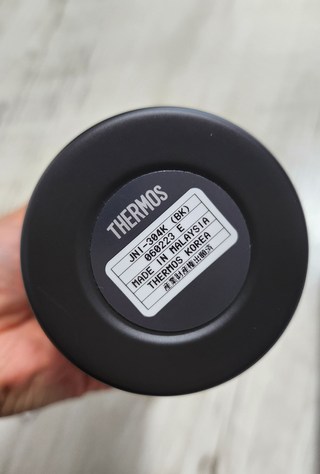 THERMOS
JNI-304K (BK)
060223 E
MADE IN MALAYSIA
THERMOS KOREA